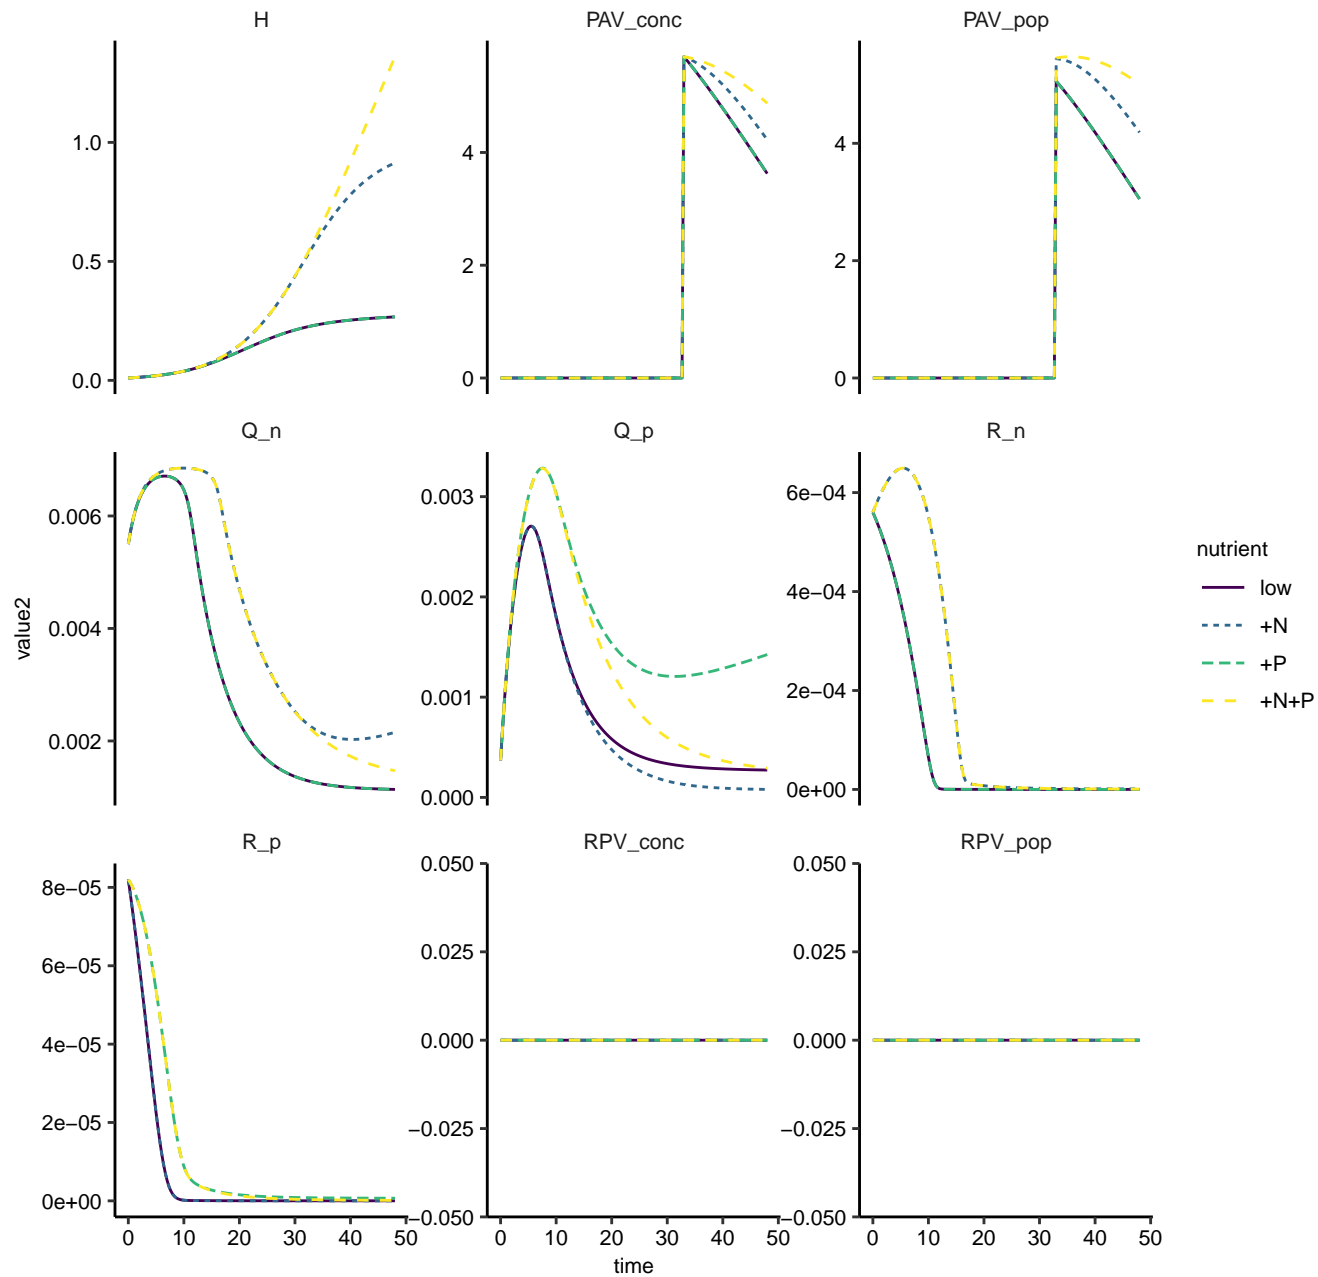 H PAV_conc PAV_pop
1.0
0.5
0.0
4
2
0
4
2
0
Q_n Q_p R_n
0.006
0.004
0.002
0.003
0.002
0.001
0.000
6e−04
4e−04
2e−04
0e+00
R_p RPV_conc RPV_pop
8e−05
6e−05
4e−05
2e−05
0e+00
0.050
0.025
0.000
−0.025
−0.050
0.050
0.025
0.000
−0.025
−0.050
0 10 20 30 40 50
0 10 20 30 40 50
0 10 20 30 40 50
time
value2
nutrient
low
+N
+P
+N+P